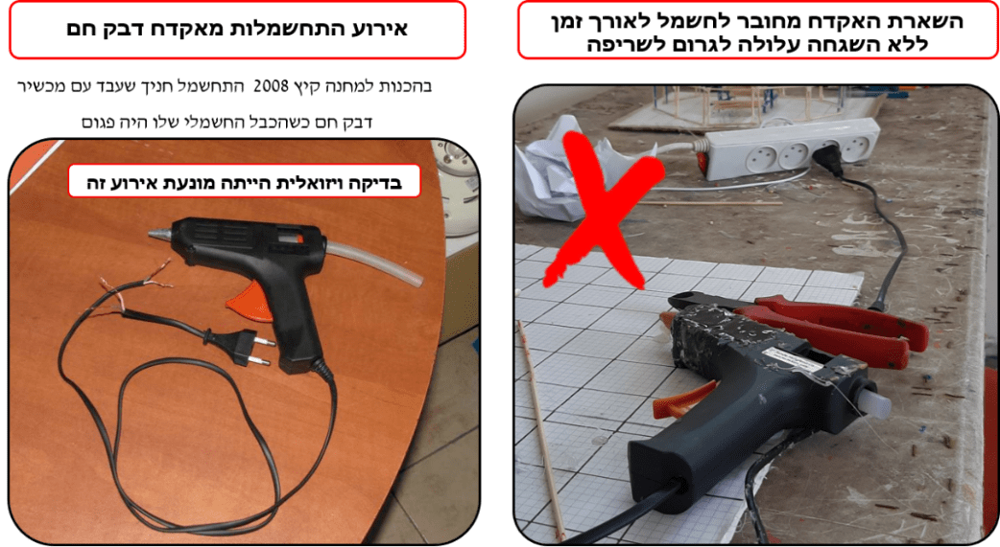 השארת האקדח מחובר לחשמל לאורך זמן
ללא השגחה עלולה לגרום לשריפה
אירוע התחשמלות מאקדח דבק חם
בהכנות למחנה קיץ 2008 התחשמל חניך שעבד עם מכשיר
דבק חם כשהכבל החשמלי שלו היה פגום
בדיקה ויזואלית הייתה מונעת אירוע זה